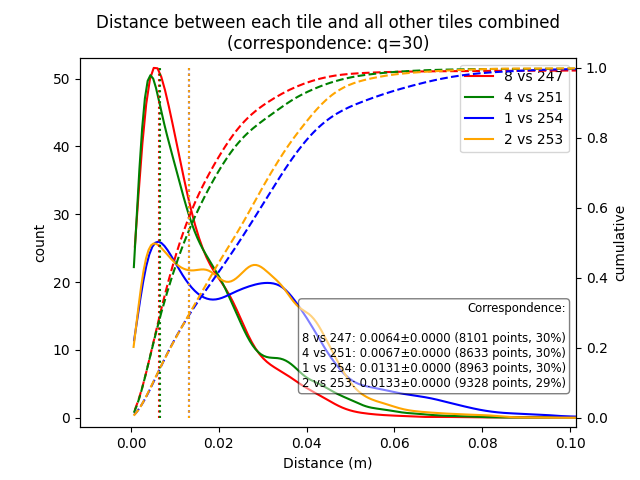 Distance between each tile and all other tiles combined
(correspondence: q=30)
50
40
30
20
10
0
count
0.00
0.02
0.04
0.06
0.08
0.10
Distance (m)
1.0
0.8
0.6
0.4
0.2
0.0
cumulative
8 vs 247
4 vs 251
1 vs 254
2 vs 253
Correspondence:
8 vs 247: 0.0064±0.0000 (8101 points, 30%)
4 vs 251: 0.0067±0.0000 (8633 points, 30%)
1 vs 254: 0.0131±0.0000 (8963 points, 30%)
2 vs 253: 0.0133±0.0000 (9328 points, 29%)